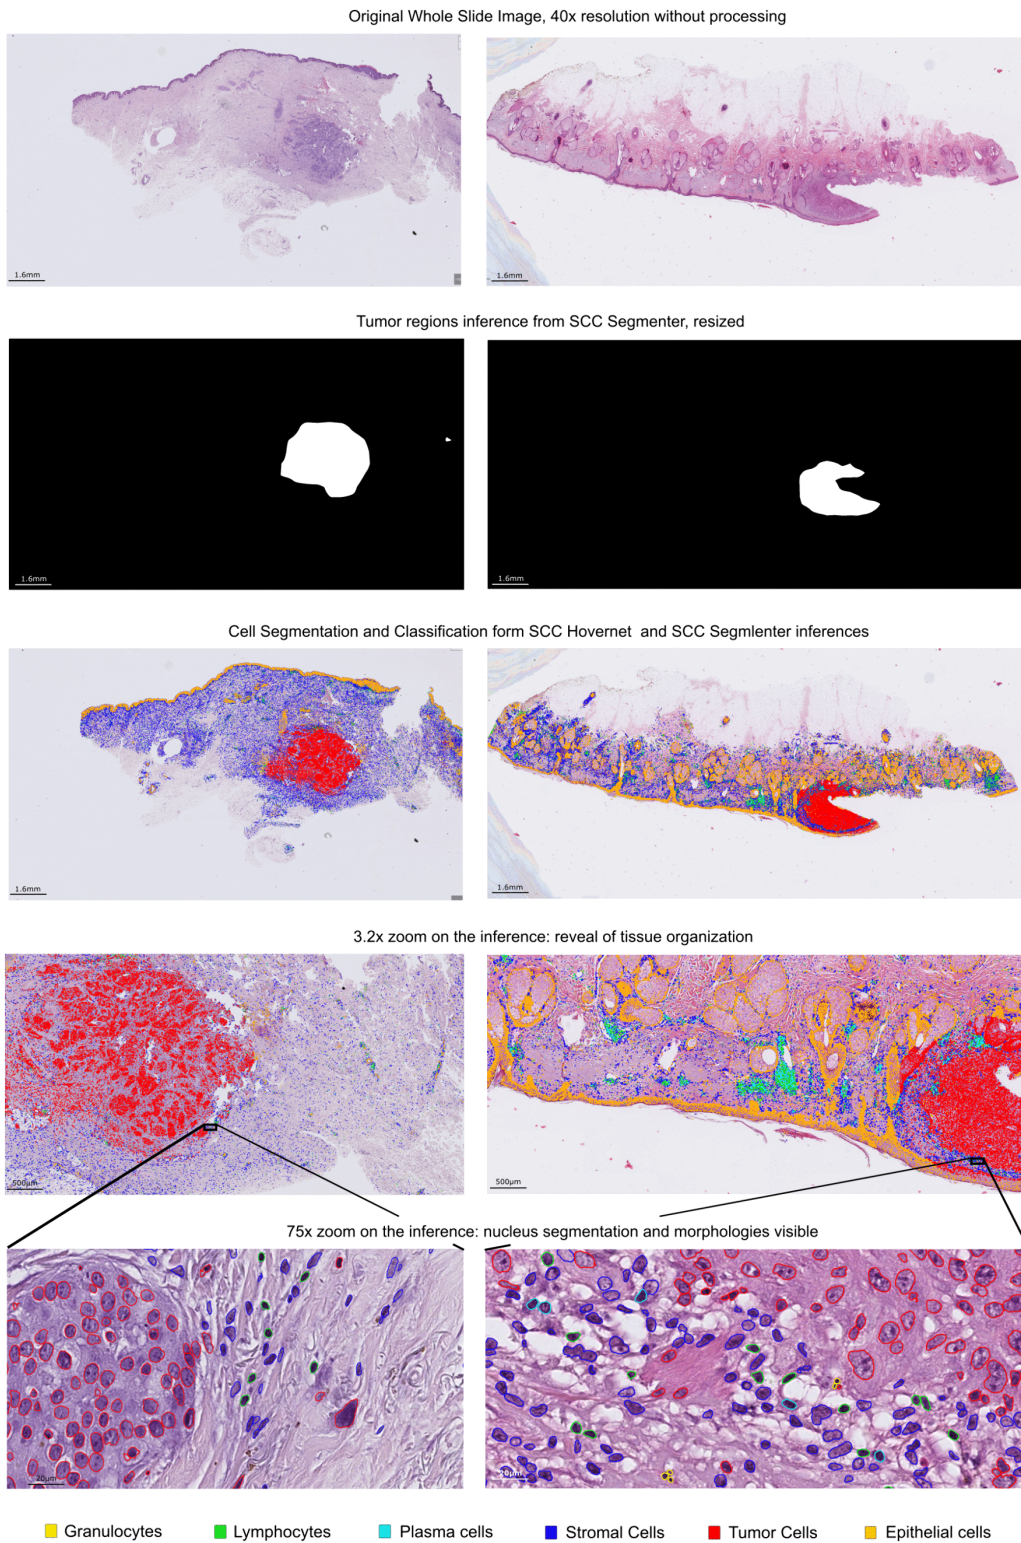 Original Whole Slide Image, 40x resolution without processing
1.6mm
1.6mm
Tumor regions inference from SCC Segmenter, resized
1.6mm
1.6mm
Cell Segmentation and Classification form SCC Hovernet and SCC Segmlenter inferences
1.6mm
1.6mm
3.2x zoom on the inference: reveal of tissue organization
500µm
500µm
75x zoom on the inference: nucleus segmentation and morphologies visible
20µm
20µm
Granulocytes Lymphocytes Plasma cells Stromal Cells Tumor Cells Epithelial cells